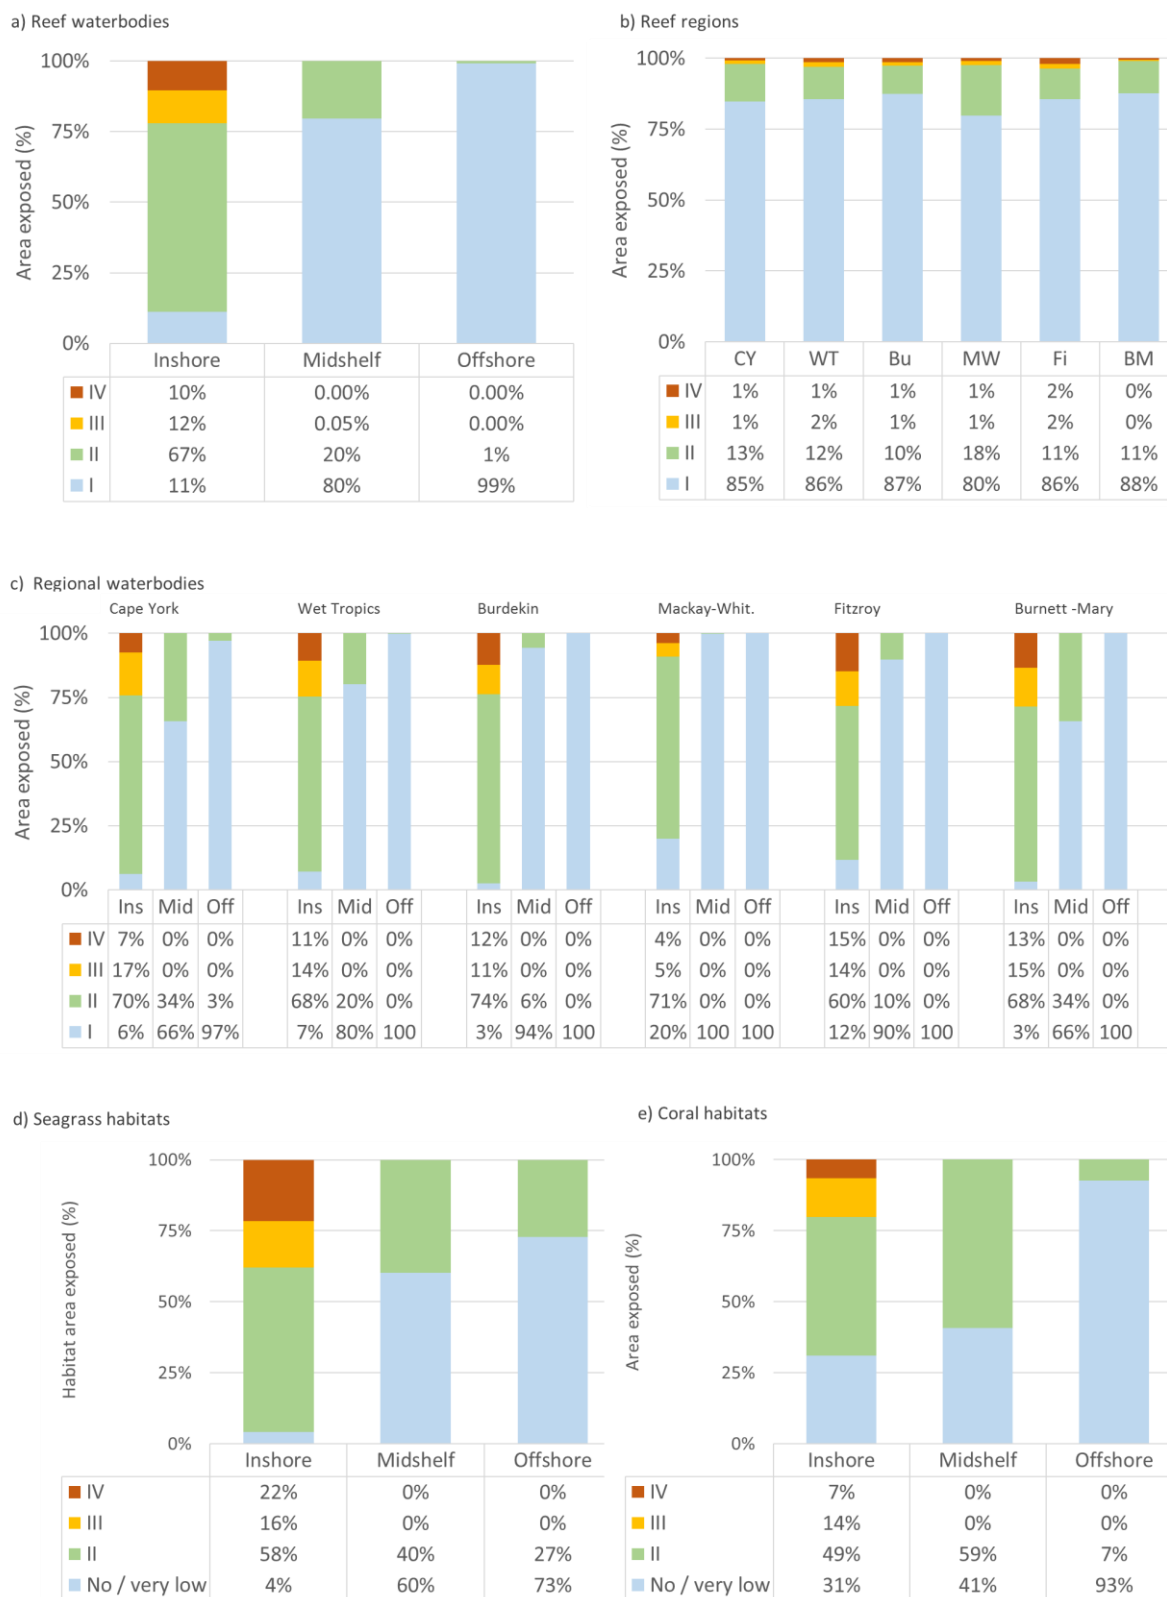 a) Reef waterbodies
b) Reef regions
Area exposed (%)
100%
75%
50%
25%
0%
Inshore Midshelf Offshore
IV 10% 0.00% 0.00%
III 12% 0.05% 0.00%
II 67% 20% 1%
I 11% 80% 99%
Area exposed (%)
100%
75%
50%
25%
0%
CY WT Bu MW Fi BM
IV 1% 1% 1% 1% 2% 0%
III 1% 2% 1% 1% 2% 0%
II 13% 12% 10% 18% 11% 11%
I 85% 86% 87% 80% 86% 88%
c) Regional waterbodies
Cape York Wet Tropics Burdekin Mackay-Whit. Fitzroy Burnett -Mary
Area exposed (%)
100%
75%
50%
25%
0%
Ins Mid Off Ins Mid Off Ins Mid Off Ins Mid Off Ins Mid Off Ins Mid Off
IV 7% 0% 0% 11% 0% 0% 12% 0% 0% 4% 0% 0% 15% 0% 0% 13% 0% 0%
III 17% 0% 0% 14% 0% 0% 11% 0% 0% 5% 0% 0% 14% 0% 0% 15% 0% 0%
II 70% 34% 3% 68% 20% 0% 74% 6% 0% 71% 0% 0% 60% 10% 0% 68% 34% 0%
I 6% 66% 97% 7% 80% 100 3% 94% 100 20% 100 100 12% 90% 100 3% 66% 100
d) Seagrass habitats
Habitat area exposed (%)
100%
75%
50%
25%
0%
Inshore Midshelf Offshore
IV 22% 0% 0%
III 16% 0% 0%
II 58% 40% 27%
No / very low 4% 60% 73%
e) Coral habitats
Area exposed (%)
100%
75%
50%
25%
0%
Inshore Midshelf Offshore
IV 7% 0% 0%
III 14% 0% 0%
II 49% 59% 7%
No / very low 31% 41% 93%